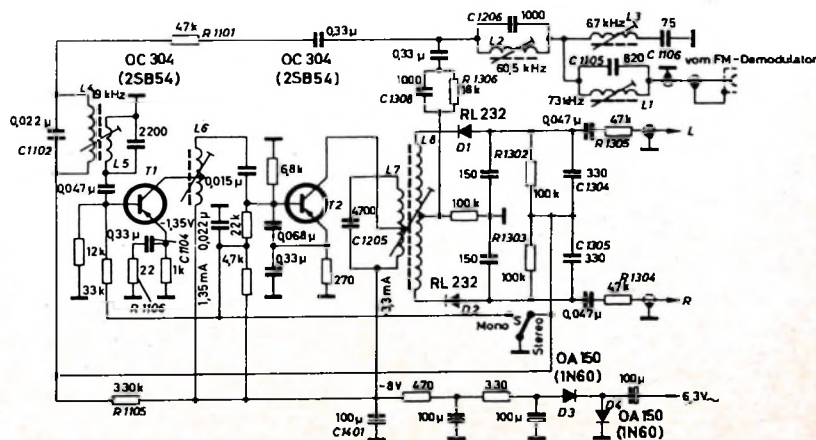 C1206 1000
67 kHz L3
75
47k
R1101
0,33µ
L2
60,5 kHz
C1106
vom FM-Demodulator
OC 304
(2SB54)
OC 304
(2SB54)
0,33µ
C1105 820
73kHz
L1
1000
C1308
R1306
18k
L4
19 kHz
0,022µ
C1102
2200
L5
L6
RL 232
D1
L8
0,047µ
47k
R1305
L
0,047µ
T1
0,015µ
6,8k
T2
L7
4700
C1205
150
R1302
100k
330
C1304
100k
1,35V
C1104
0,33µ
12k
33k
22
1k
R1106
0,022µ
22k
0,068µ
4,7k
0,33µ
270
1,35mA
3,3mA
R1303
150
100k
C1305
330
RL 232
D2
R1304
47k
0,047µ
R
Mono
S
Stereo
OA 150
(1N60)
330k
R1105
-8V
470
330
D3
100µ
6,3V~
100µ
C1401
100µ
100µ
D4
OA 150
(1N60)